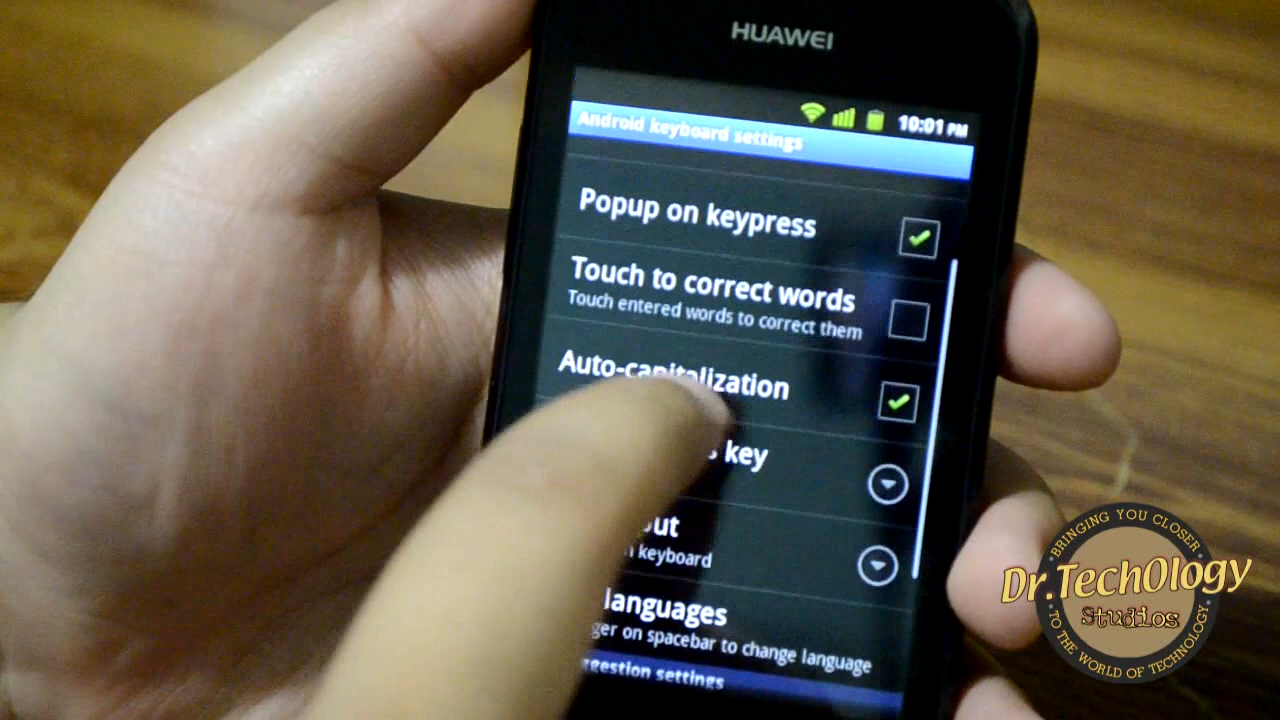 HUAWEI
10:01 PM
Android keyboard settings
Popup on keypress
Touch to correct words
Touch entered words to correct them
Auto-capitalization
key
keyboard
languages
on spacebar to change language
settings
BRINGING YOU CLOSER
Dr.TechOlogy
Studios
TO THE WORLD OF TECHNOLOGY